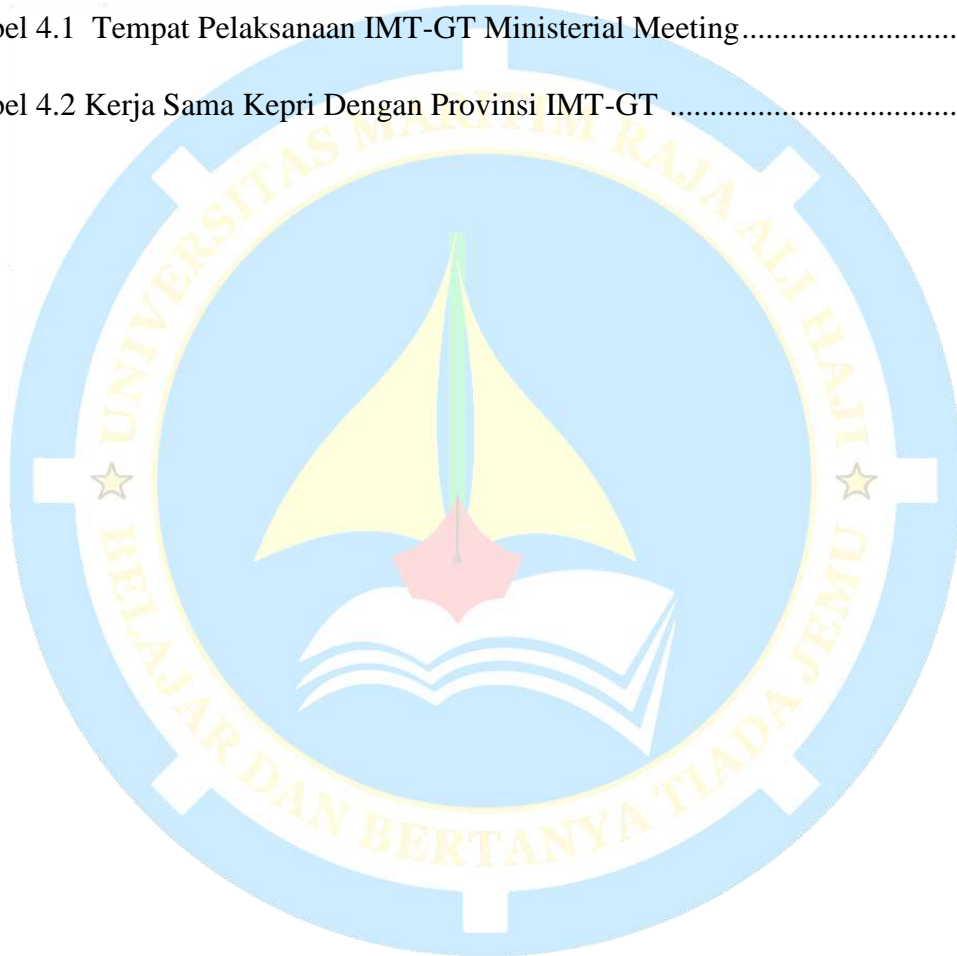 bel 4.1  Tempat Pelaksanaan IMT-GT Ministerial Meeting...........................
bel 4.2 Kerja Sama Kepri Dengan Provinsi IMT-GT ....................................
UNIVERSITAS MARITIM RAJA ALI HAJI
BELAJAR DAN BERTANYA TIADA JEMU